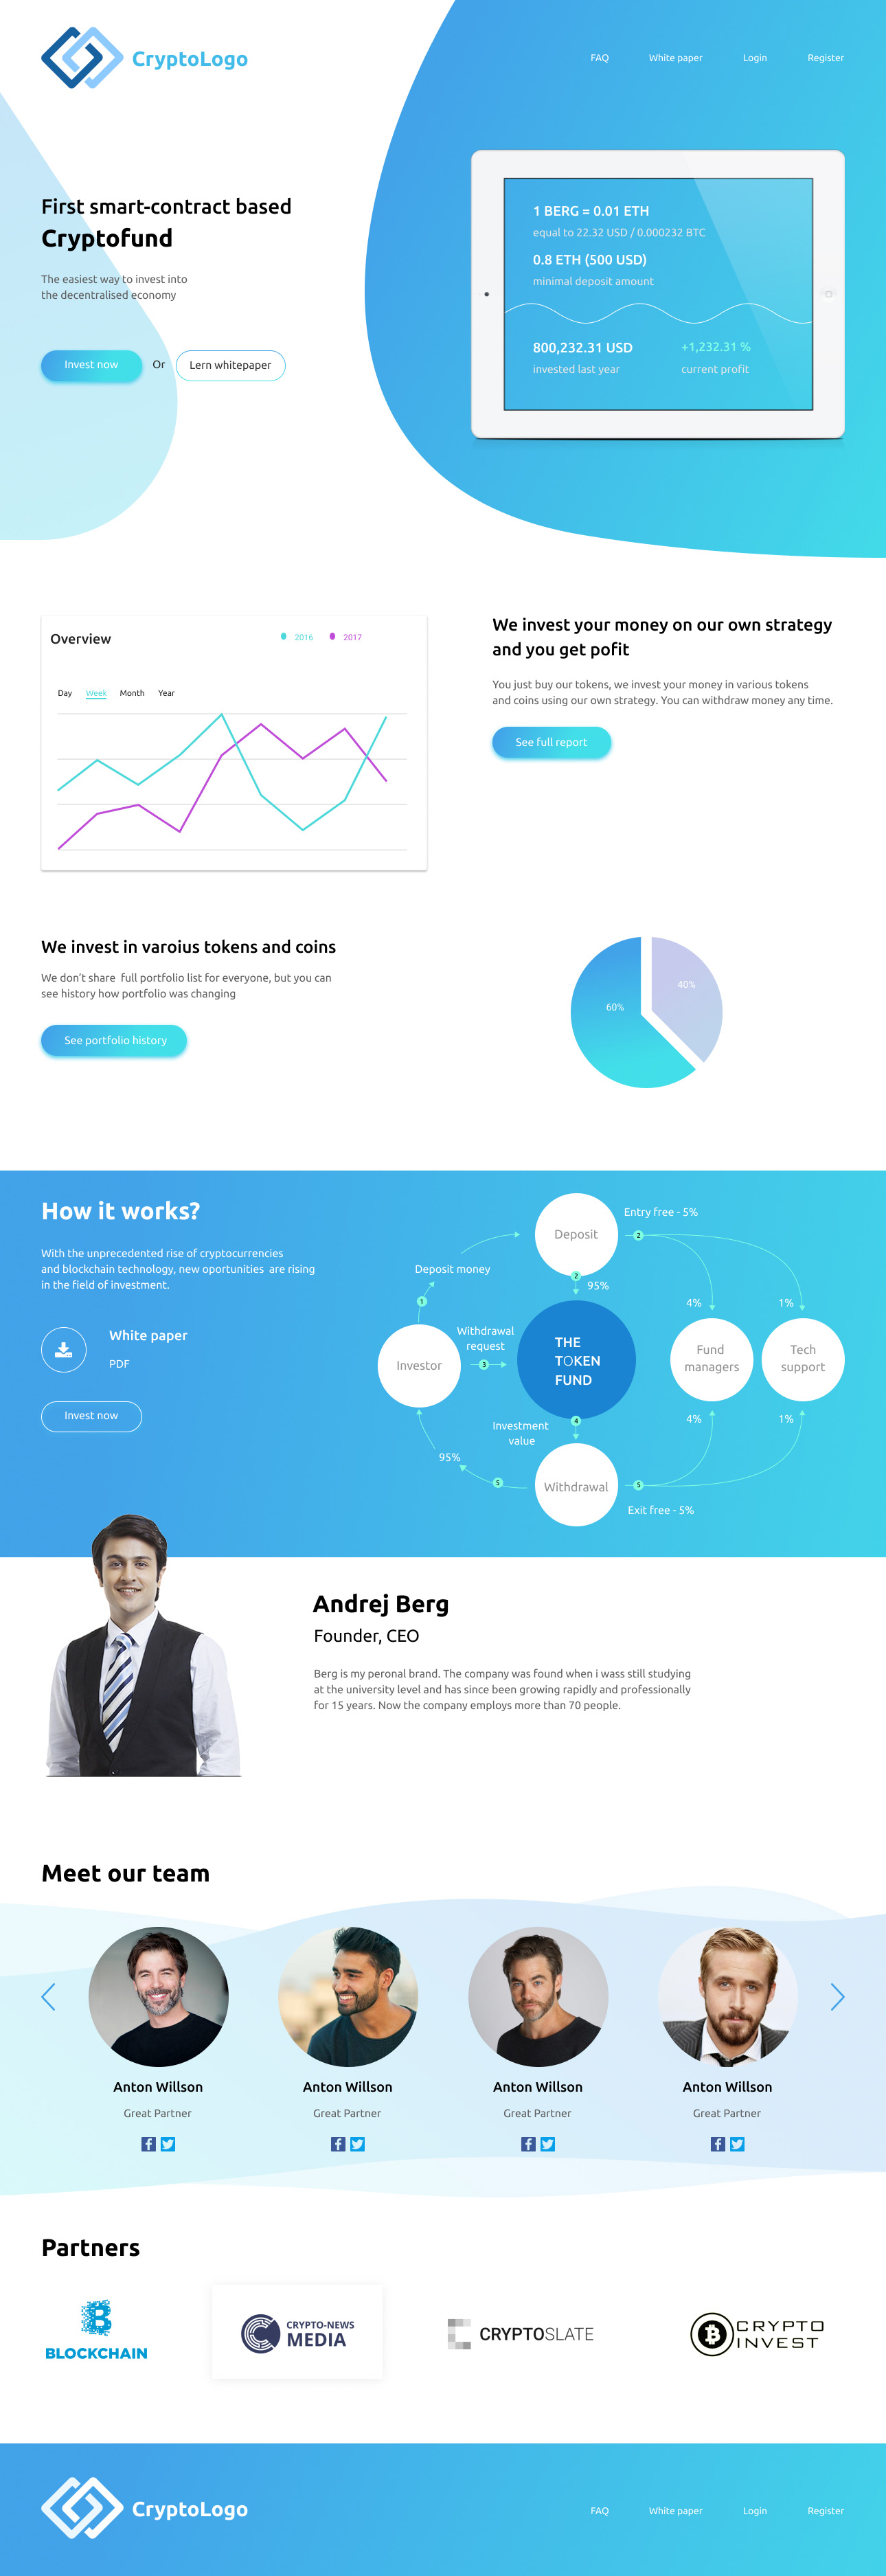 CryptoLogo
FAQ
White paper
Login
Register
First smart-contract based
Cryptofund
The easiest way to invest into
the decentralised economy
Invest now
Or
Lern whitepaper
1 BERG = 0.01 ETH
equal to 22.32 USD / 0.000232 BTC
0.8 ETH (500 USD)
minimal deposit amount
800,232.31 USD
invested last year
+1,232.31 %
current profit
Overview
2016
2017
Day
Week
Month
Year
We invest your money on our own strategy
and you get pofit
You just buy our tokens, we invest your money in various tokens
and coins using our own strategy. You can withdraw money any time.
See full report
We invest in varoius tokens and coins
We don't share  full portfolio list for everyone, but you can
see history how portfolio was changing
See portfolio history
60%
40%
How it works?
With the unprecedented rise of cryptocurrencies
and blockchain technology, new oportunities  are rising
in the field of investment.
White paper
PDF
Invest now
Deposit
Entry free - 5%
2
Deposit money
2
95%
1
4%
1%
Withdrawal
request
Investor
3
THE
TOKEN
FUND
Fund
managers
Tech
support
Investment
value
4
4%
1%
95%
5
Withdrawal
5
Exit free - 5%
Andrej Berg
Founder, CEO
Berg is my peronal brand. The company was found when i wass still studying
at the university level and has since been growing rapidly and professionally
for 15 years. Now the company employs more than 70 people.
Meet our team
Anton Willson
Great Partner
Anton Willson
Great Partner
Anton Willson
Great Partner
Anton Willson
Great Partner
Partners
BLOCKCHAIN
CRYPTO-NEWS
MEDIA
CRYPTOSLATE
CRYPTO
INVEST
CryptoLogo
FAQ
White paper
Login
Register